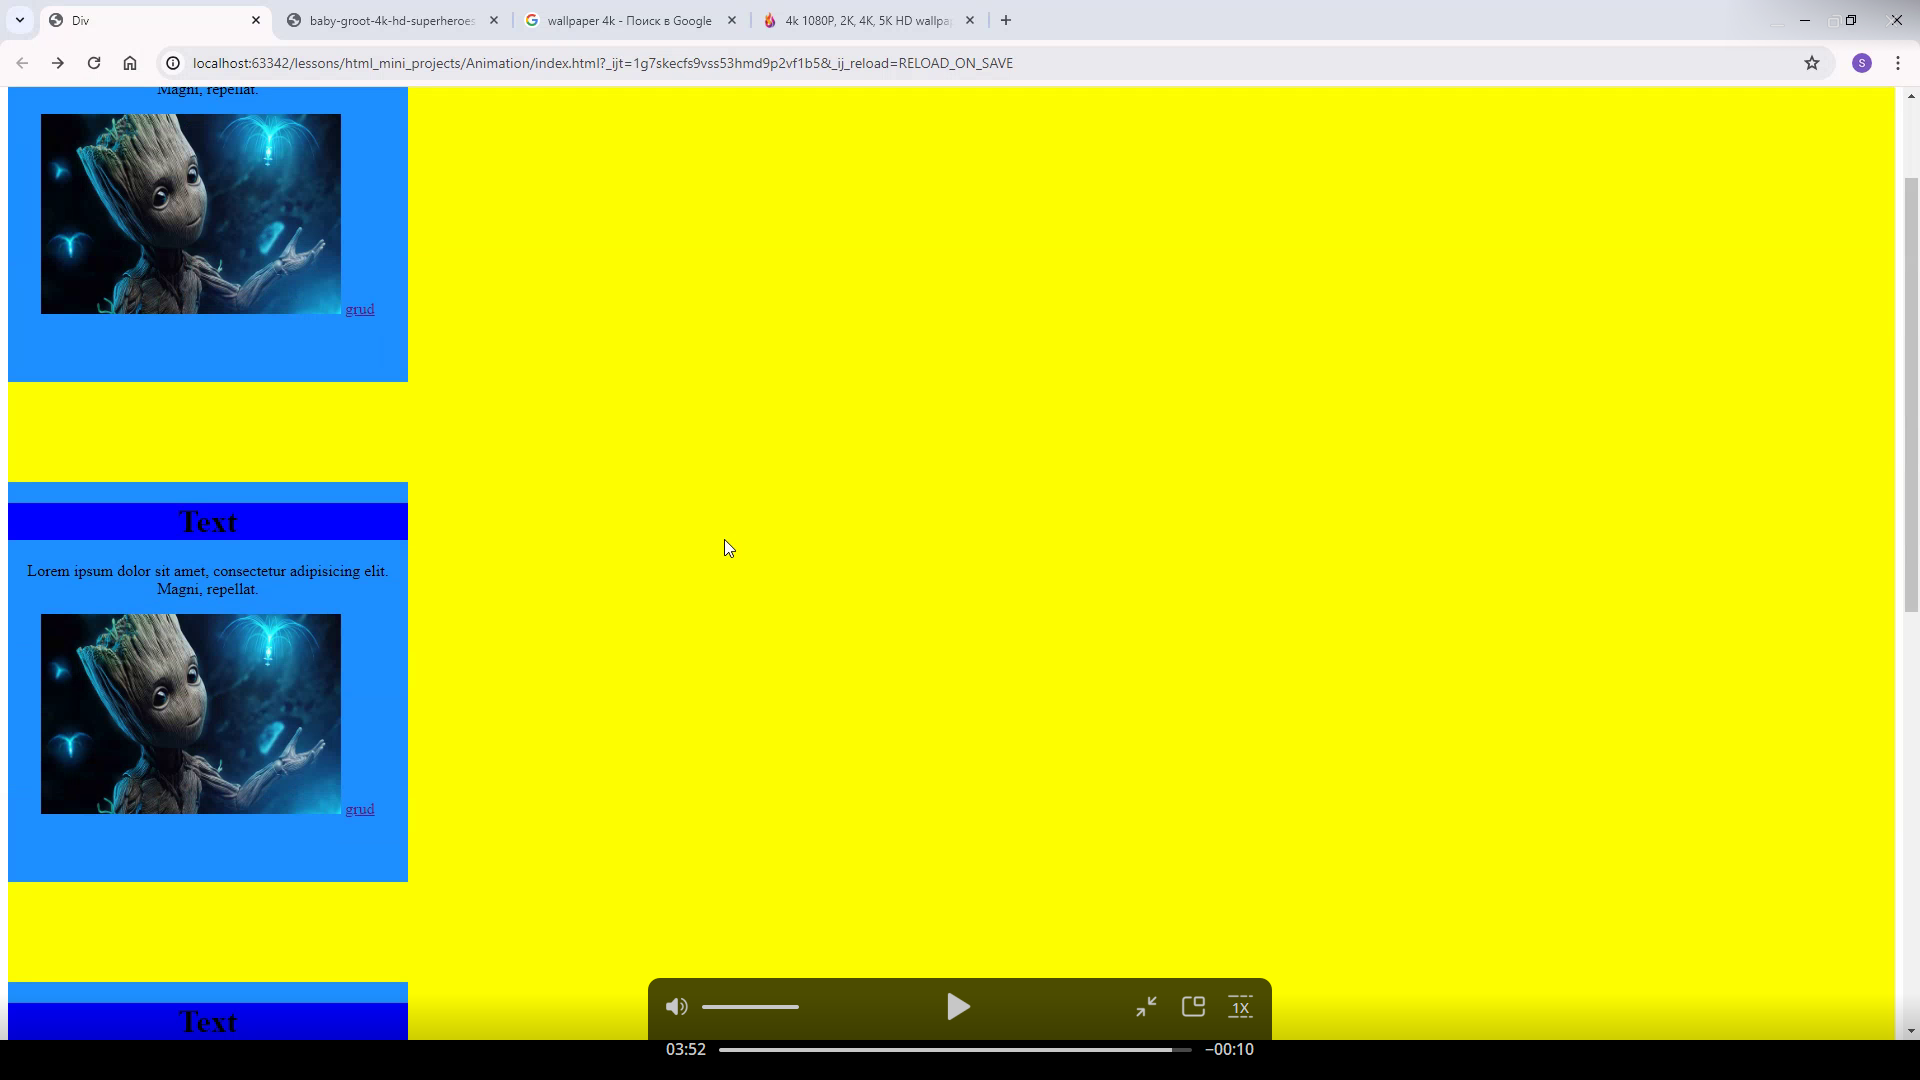 Div
baby-groot-4k-hd-superheroes
wallpaper 4k - Поиск в Google
4k 1080P, 2K, 4K, 5K HD wallpa
localhost:63342/lessons/html_mini_projects/Animation/index.html?_ijt=1g7skecfs9vss53hmd9p2vf1b5&_ij_reload=RELOAD_ON_SAVE
S
Magni, repellat.
grud
Text
Lorem ipsum dolor sit amet, consectetur adipisicing elit.
Magni, repellat.
grud
Text
1X
03:52
−00:10